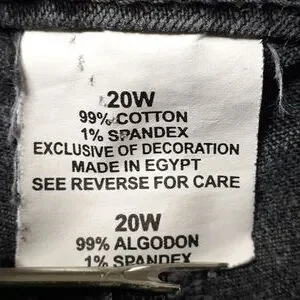 20W
99% COTTON
1% SPANDEX
EXCLUSIVE OF DECORATION
MADE IN EGYPT
SEE REVERSE FOR CARE
20W
99% ALGODON
1% SPANDEX